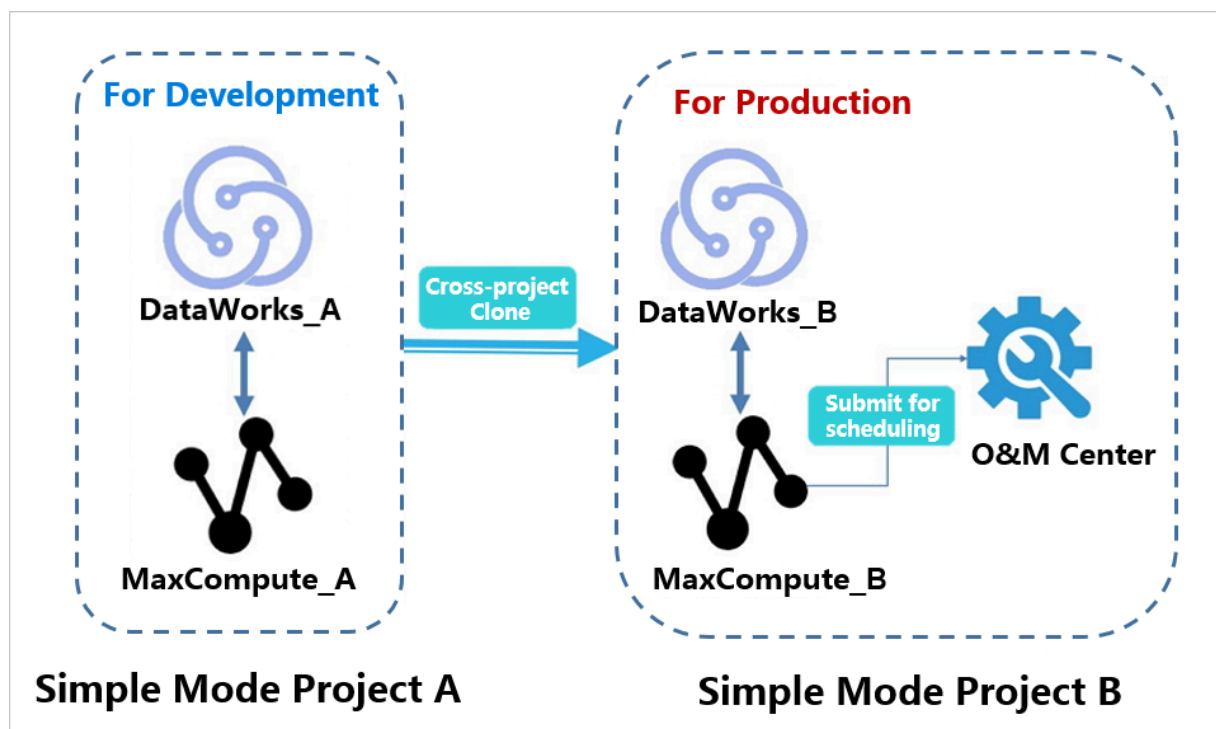 For Development
DataWorks_A
MaxCompute_A
Simple Mode Project A
Cross-project
Clone
For Production
DataWorks_B
Submit for
scheduling
O&M Center
MaxCompute_B
Simple Mode Project B